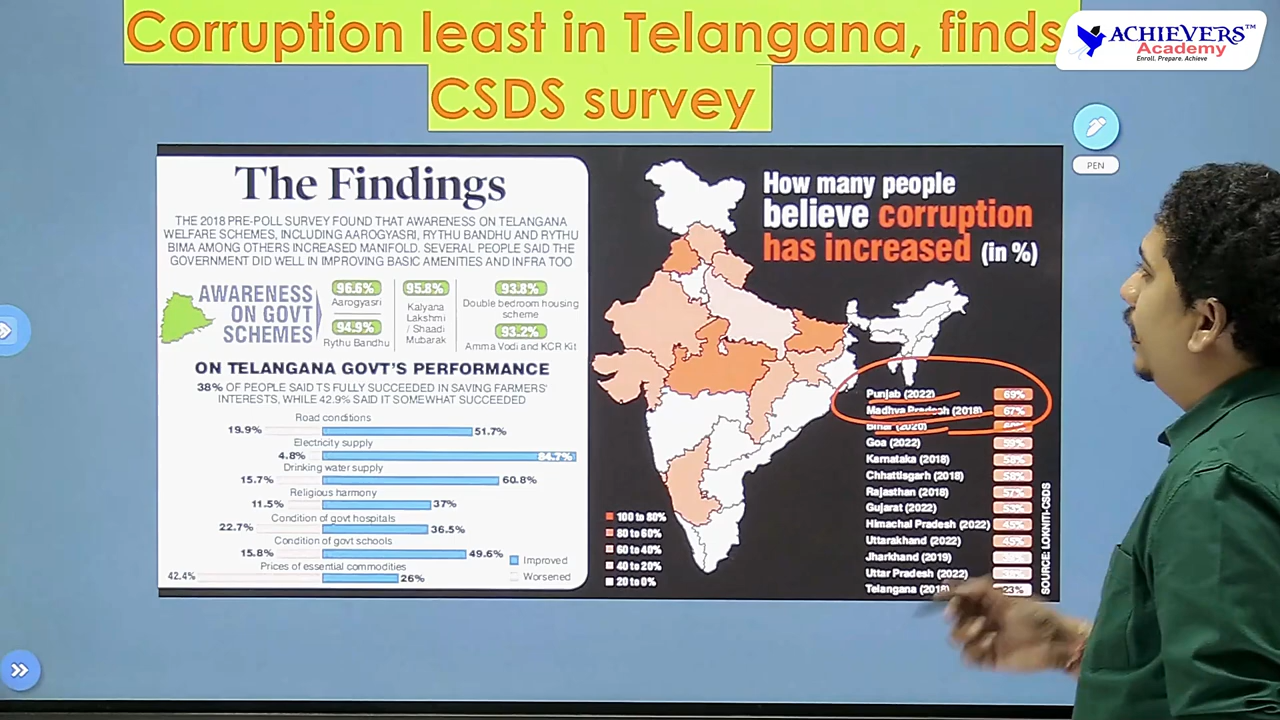 Corruption least in Telangana, finds
CSDS survey
ACHIEVERS™
Academy
Enroll. Prepare. Achieve
PEN
The Findings
THE 2018 PRE-POLL SURVEY FOUND THAT AWARENESS ON TELANGANA
WELFARE SCHEMES, INCLUDING AAROGYASRI, RYTHU BANDHU AND RYTHU
BIMA AMONG OTHERS INCREASED MANIFOLD. SEVERAL PEOPLE SAID THE
GOVERNMENT DID WELL IN IMPROVING BASIC AMENITIES AND INFRA TOO
AWARENESS
ON GOVT
SCHEMES
96.6%
Aarogyasri
94.9%
Rythu Bandhu
95.8%
Kalyana
Lakshmi
/ Shaadi
Mubarak
93.8%
Double bedroom housing
scheme
93.2%
Amma Vodi and KCR Kit
ON TELANGANA GOVT'S PERFORMANCE
38% OF PEOPLE SAID TS FULLY SUCCEEDED IN SAVING FARMERS'
INTERESTS, WHILE 42.9% SAID IT SOMEWHAT SUCCEEDED
Road conditions
19.9% 51.7%
Electricity supply
4.8% 84.7%
Drinking water supply
15.7% 60.8%
Religious harmony
11.5% 37%
Condition of govt hospitals
22.7% 36.5%
Condition of govt schools
15.8% 49.6%
Prices of essential commodities
42.4% 26%
Improved
Worsened
How many people
believe corruption
has increased (in %)
100 to 80%
80 to 60%
60 to 40%
40 to 20%
20 to 0%
Punjab (2022) 69%
Madhya Pradesh (2018) 67%
Bihar (2020)
Goa (2022)
Karnataka (2018)
Chhattisgarh (2018)
Rajasthan (2018) 57%
Gujarat (2022)
Himachal Pradesh (2022) 45%
Uttarakhand (2022) 45%
Jharkhand (2019)
Uttar Pradesh (2022)
Telangana (2018) 23%
SOURCE: LOKNITI-CSDS